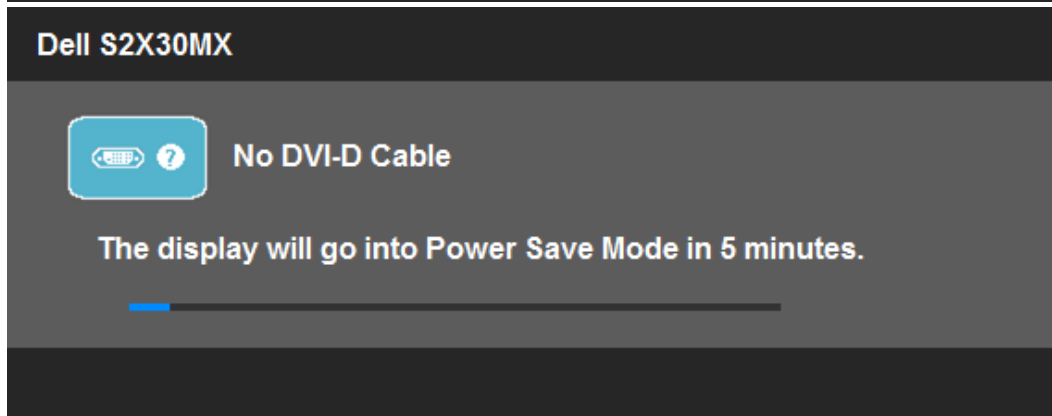 Dell S2X30MX
No DVI-D Cable
The display will go into Power Save Mode in 5 minutes.